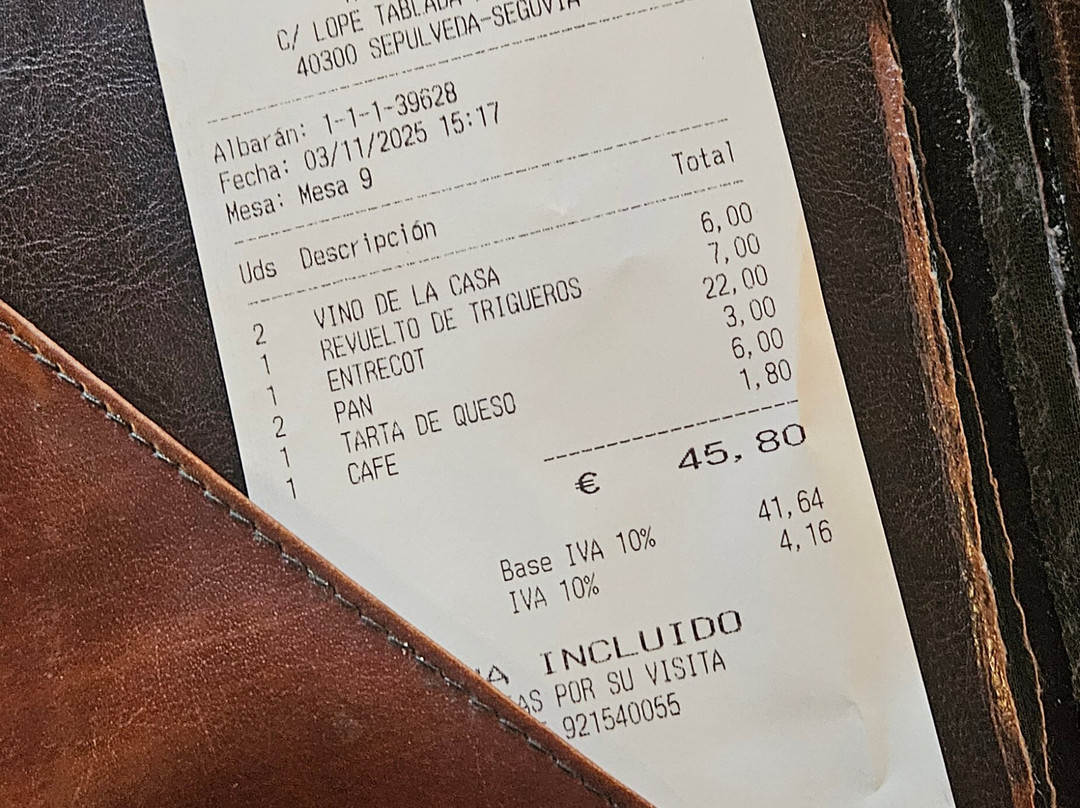 C/ LOPE TABLADA
40300 SEPULVEDA-SEGOVIA
Albarán: 1-1-1-39628
Fecha: 03/11/2025 15:17
Mesa: Mesa 9
Uds Descripción Total
2 VINO DE LA CASA 6,00
1 REVUELTO DE TRIGUEROS 7,00
1 ENTRECOT 22,00
2 PAN 3,00
1 TARTA DE QUESO 6,00
1 CAFE 1,80
€ 45,80
Base IVA 10% 41,64
IVA 10% 4,16
A INCLUIDO
AS POR SU VISITA
921540055